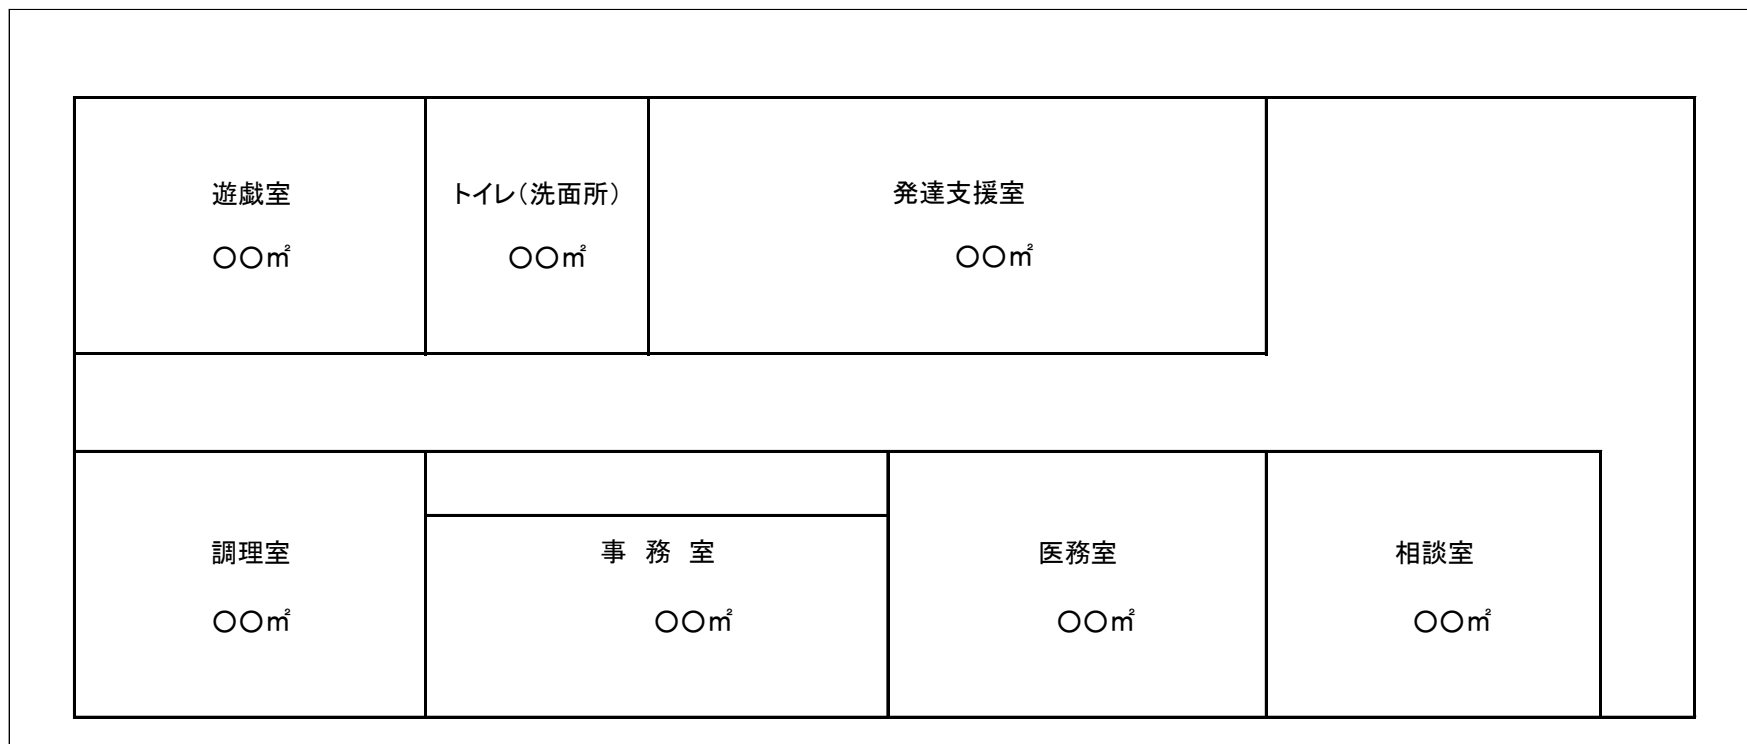 遊戯室
〇〇㎡
トイレ(洗面所)
〇〇㎡
発達支援室
〇〇㎡
調理室
〇〇㎡
事 務 室
〇〇㎡
医務室
〇〇㎡
相談室
〇〇㎡